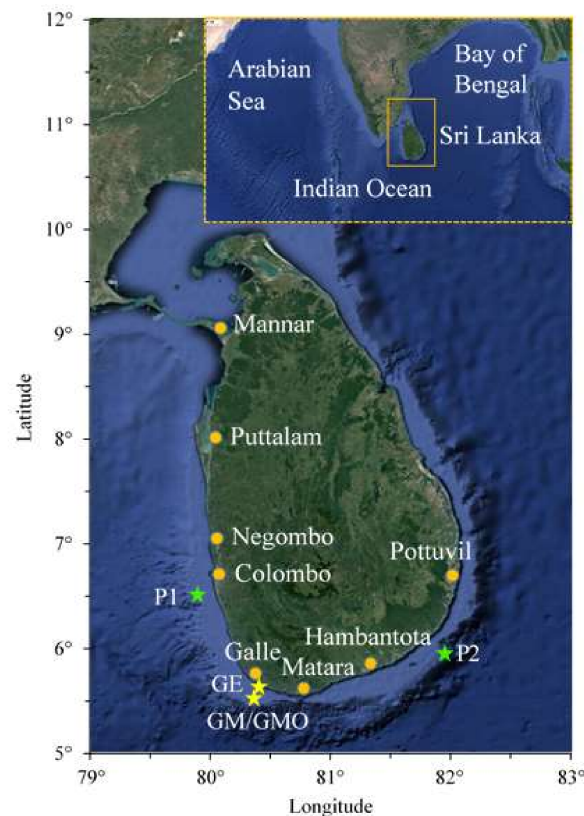 12°
11°
10°
9°
8°
7°
6°
5°
Latitude
Arabian
Sea
Bay of
Bengal
Sri Lanka
Indian Ocean
Mannar
Puttalam
Negombo
Colombo
Pottuvil
P1
Hambantota
Galle
Matara
P2
GE
GM/GMO
79°
80°
81°
82°
83°
Longitude